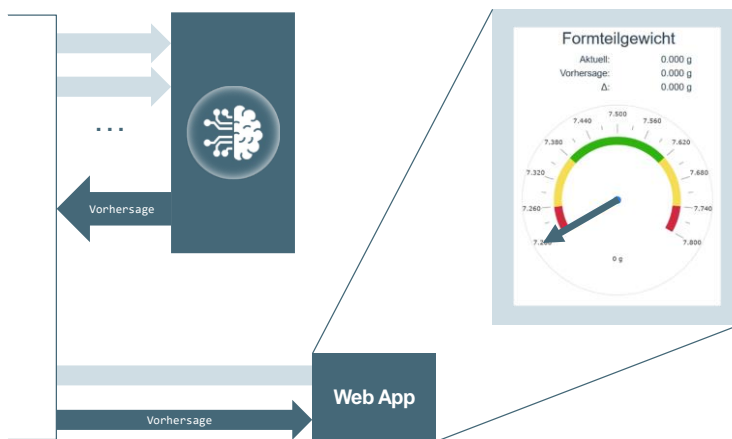 Formteilgewicht
Aktuell: 0.000 g
Vorhersage: 0.000 g
Δ: 0.000 g
7.500
7.440 7.560
7.380 7.620
7.320 7.680
7.260 7.740
7.800
0 g
...
Vorhersage
Web App
Vorhersage